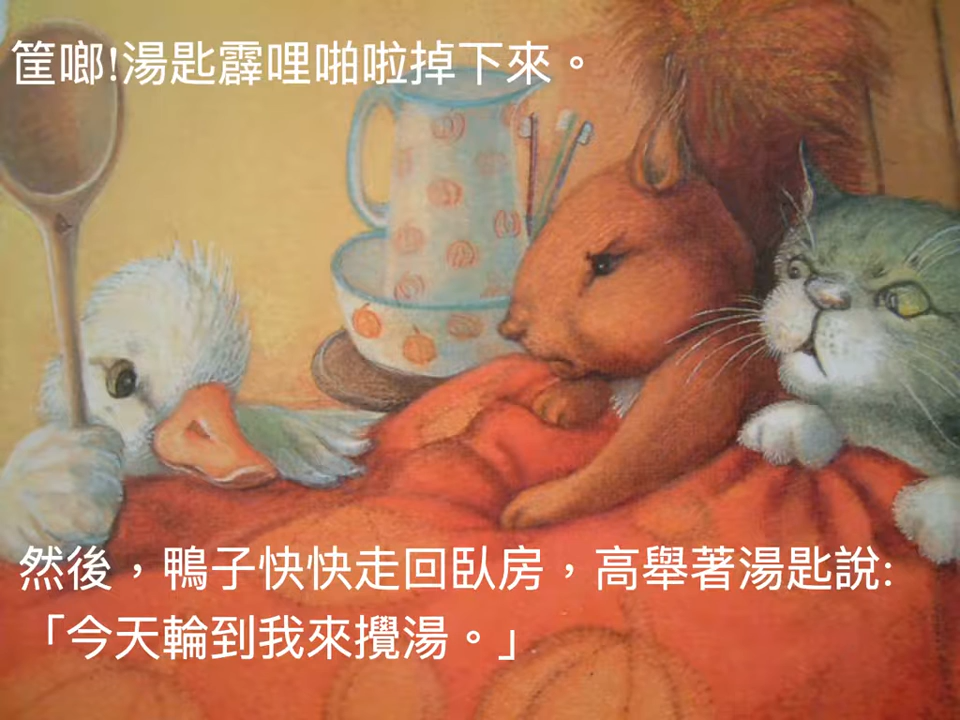 筐啷!湯匙霹哩啪啦掉下來。
然後，鴨子快快走回臥房，高舉著湯匙說:
「今天輪到我來攪湯。」